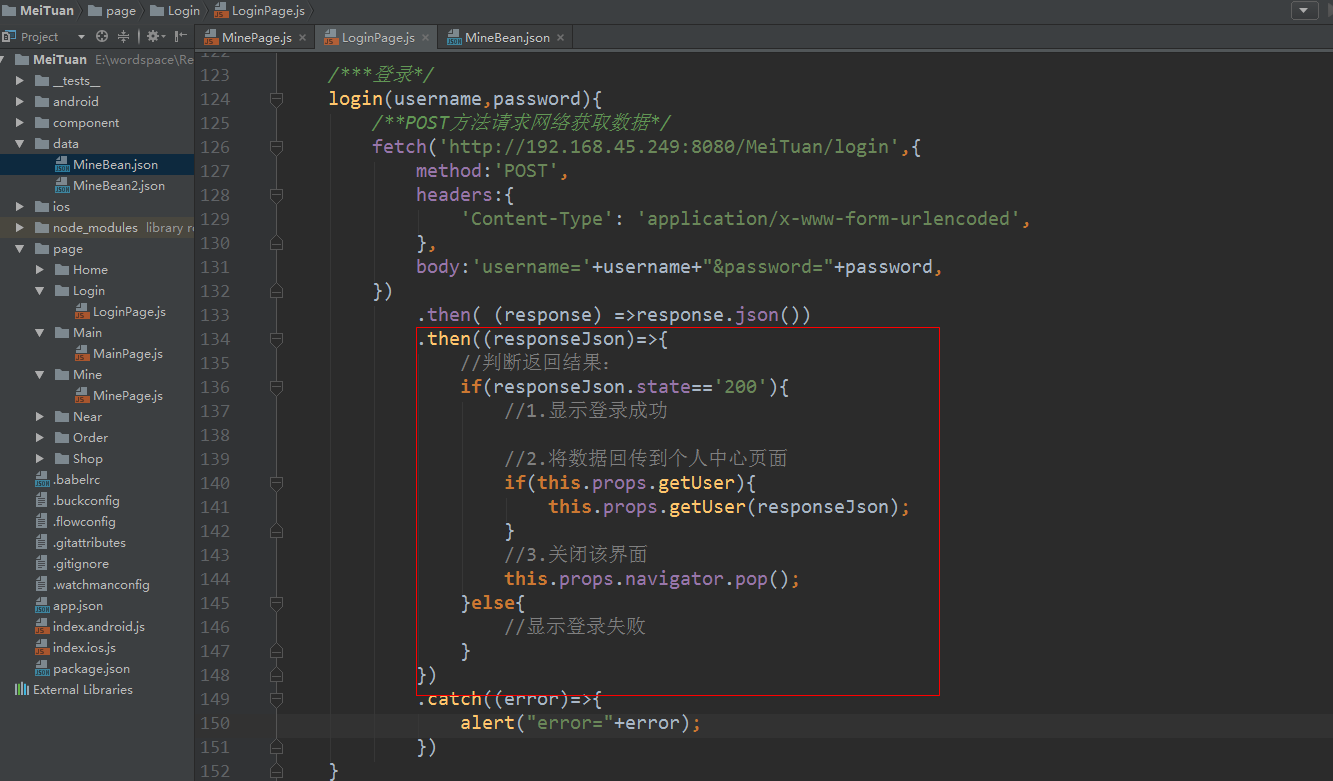 MeiTuan page Login LoginPage.js
Project
MinePage.js LoginPage.js MineBean.json
MeiTuan E:\wordspace\Re
__tests__
android
component
data
MineBean.json
MineBean2.json
ios
node_modules library r
page
Home
Login
LoginPage.js
Main
MainPage.js
Mine
MinePage.js
Near
Order
Shop
.babelrc
.buckconfig
.flowconfig
.gitattributes
.gitignore
.watchmanconfig
app.json
index.android.js
index.ios.js
package.json
External Libraries
122
123 /***登录*/
124 login(username,password){
125 /**POST方法请求网络获取数据*/
126 fetch('http://192.168.45.249:8080/MeiTuan/login',{
127 method:'POST',
128 headers:{
129 'Content-Type': 'application/x-www-form-urlencoded',
130 },
131 body:'username='+username+"&password="+password,
132 })
133 .then( (response) =>response.json())
134 .then((responseJson)=>{
135 //判断返回结果:
136 if(responseJson.state=='200'){
137 //1.显示登录成功
138
139 //2.将数据回传到个人中心页面
140 if(this.props.getUser){
141 this.props.getUser(responseJson);
142 }
143 //3.关闭该界面
144 this.props.navigator.pop();
145 }else{
146 //显示登录失败
147 }
148 })
149 .catch((error)=>{
150 alert("error="+error);
151 })
152 }